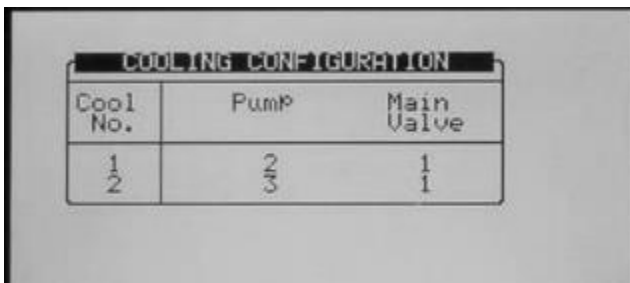 COOLING CONFIGURATION
Cool No. Pump Main Valve
1 2 1
2 3 1